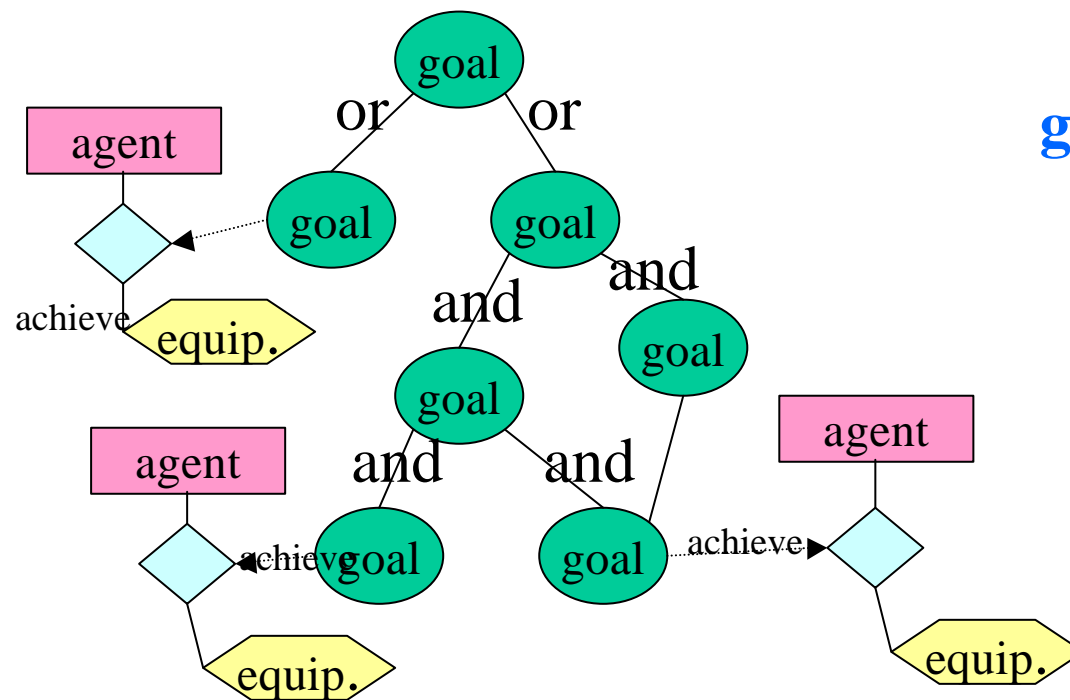 goal
or or
agent
g
goal goal
and
and
achieve
equip.
goal
goal
agent
and and
agent
achieve goal
goal
achieve
equip.
equip.